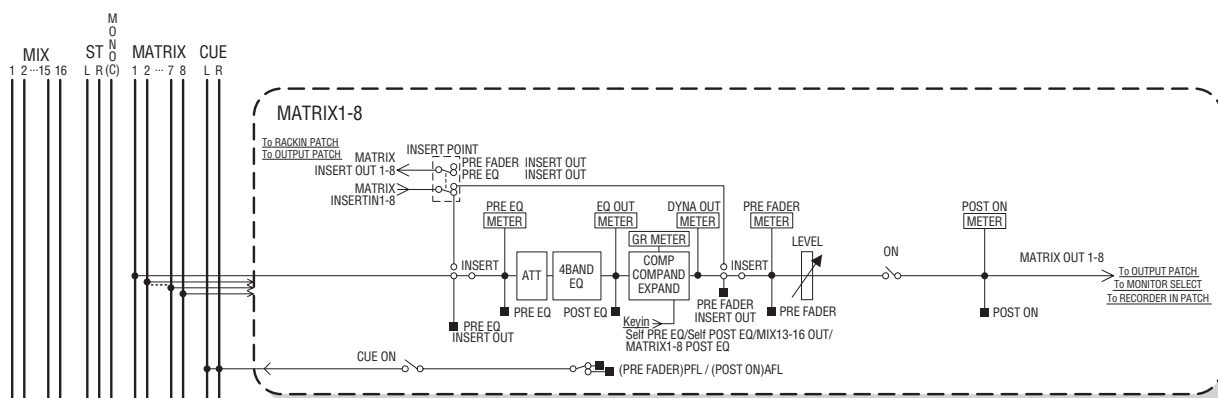 MONO
MIX
ST
(C)
MATRIX
CUE
1 2 ··· 15 16
L R
1 2 ··· 7 8
L R
MATRIX1-8
To RACKIN PATCH
To OUTPUT PATCH
MATRIX
INSERT OUT 1-8
MATRIX
INSERTIN1-8
INSERT POINT
PRE FADER INSERT OUT
PRE EQ INSERT OUT
PRE EQ
METER
EQ OUT
METER
DYNA OUT
METER
PRE FADER
METER
POST ON
METER
GR METER
INSERT
ATT
4BAND
EQ
COMP
COMPAND
EXPAND
INSERT
LEVEL
ON
MATRIX OUT 1-8
To OUTPUT PATCH
To MONITOR SELECT
To RECORDER IN PATCH
PRE EQ
INSERT OUT
PRE EQ
POST EQ
PRE FADER
INSERT OUT
PRE FADER
POST ON
Keyin
Self PRE EQ/Self POST EQ/MIX13-16 OUT/
MATRIX1-8 POST EQ
CUE ON
(PRE FADER)PFL / (POST ON)AFL